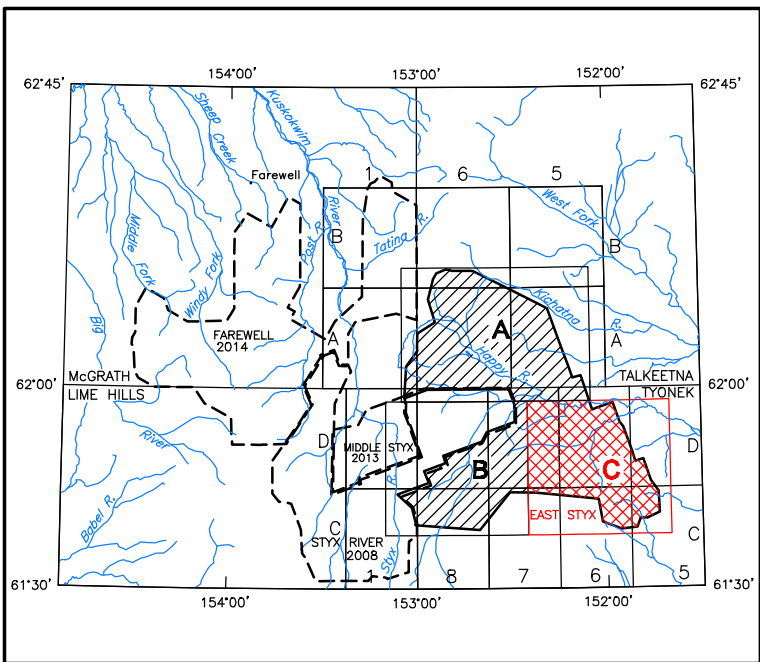 154°00' 153°00' 152°00'
62°45' 62°45'
Sheep Creek
Kuskokwim
River
Farewell
1 6 5
West Fork
Middle
Fork
Post R.
B
Tatina R.
B
Windy Fork
Big
Kichatna
R.
A
A
A
FAREWELL
2014
Happy R.
McGRATH
62°00' 62°00'
TALKEETNA
LIME HILLS
TYONEK
River
D
MIDDLE STYX
2013
D
B
C
Babel R.
R.
C
STYX RIVER
2008
EAST STYX
C
Styx
1 8 7 6 5
61°30' 61°30'
154°00' 153°00' 152°00'